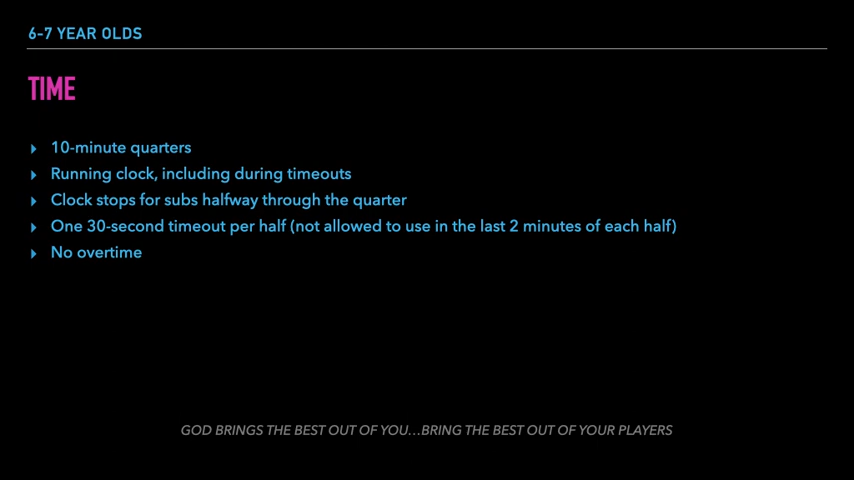 6-7 YEAR OLDS
TIME
▸ 10-minute quarters
▸ Running clock, including during timeouts
▸ Clock stops for subs halfway through the quarter
▸ One 30-second timeout per half (not allowed to use in the last 2 minutes of each half)
▸ No overtime
GOD BRINGS THE BEST OUT OF YOU…BRING THE BEST OUT OF YOUR PLAYERS